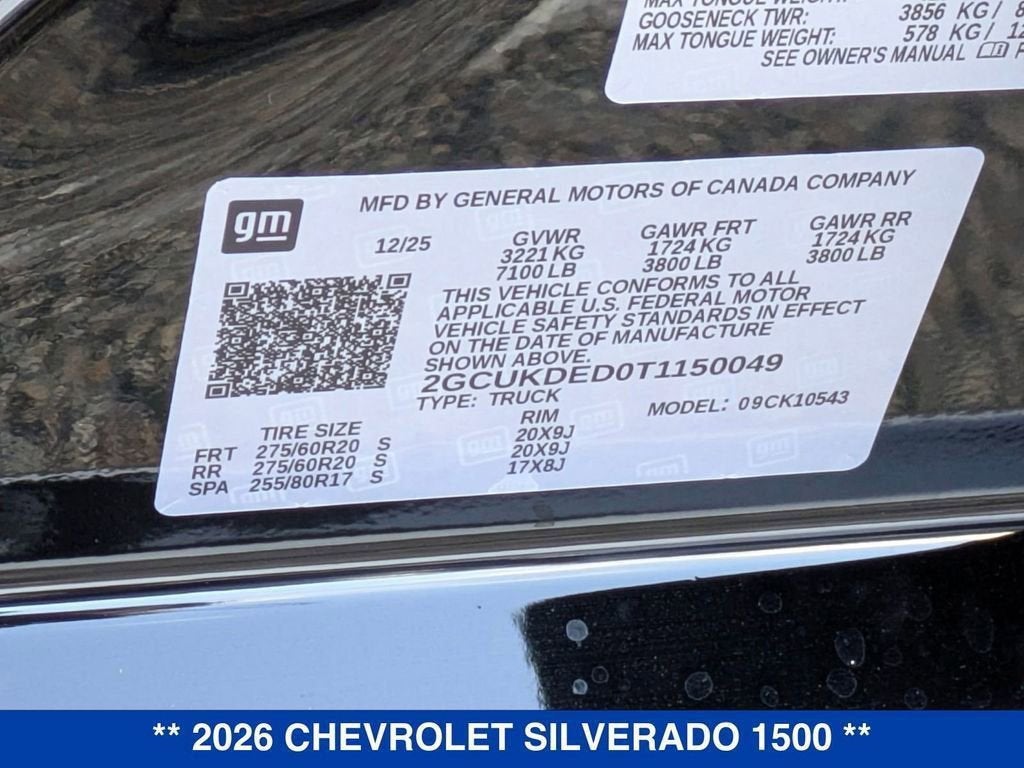 GOOSENECK TWR: 3856 KG/ 8
MAX TONGUE WEIGHT: 578 KG/ 12
SEE OWNER'S MANUAL
gm
MFD BY GENERAL MOTORS OF CANADA COMPANY
12/25
GVWR GAWR FRT GAWR RR
3221 KG 1724 KG 1724 KG
7100 LB 3800 LB 3800 LB
THIS VEHICLE CONFORMS TO ALL
APPLICABLE U.S. FEDERAL MOTOR
VEHICLE SAFETY STANDARDS IN EFFECT
ON THE DATE OF MANUFACTURE
SHOWN ABOVE.
2GCUKDED0T1150049
TYPE: TRUCK MODEL: 09CK10543
TIRE SIZE RIM
FRT 275/60R20 S 20X9J
RR 275/60R20 S 20X9J
SPA 255/80R17 S 17X8J
** 2026 CHEVROLET SILVERADO 1500 **